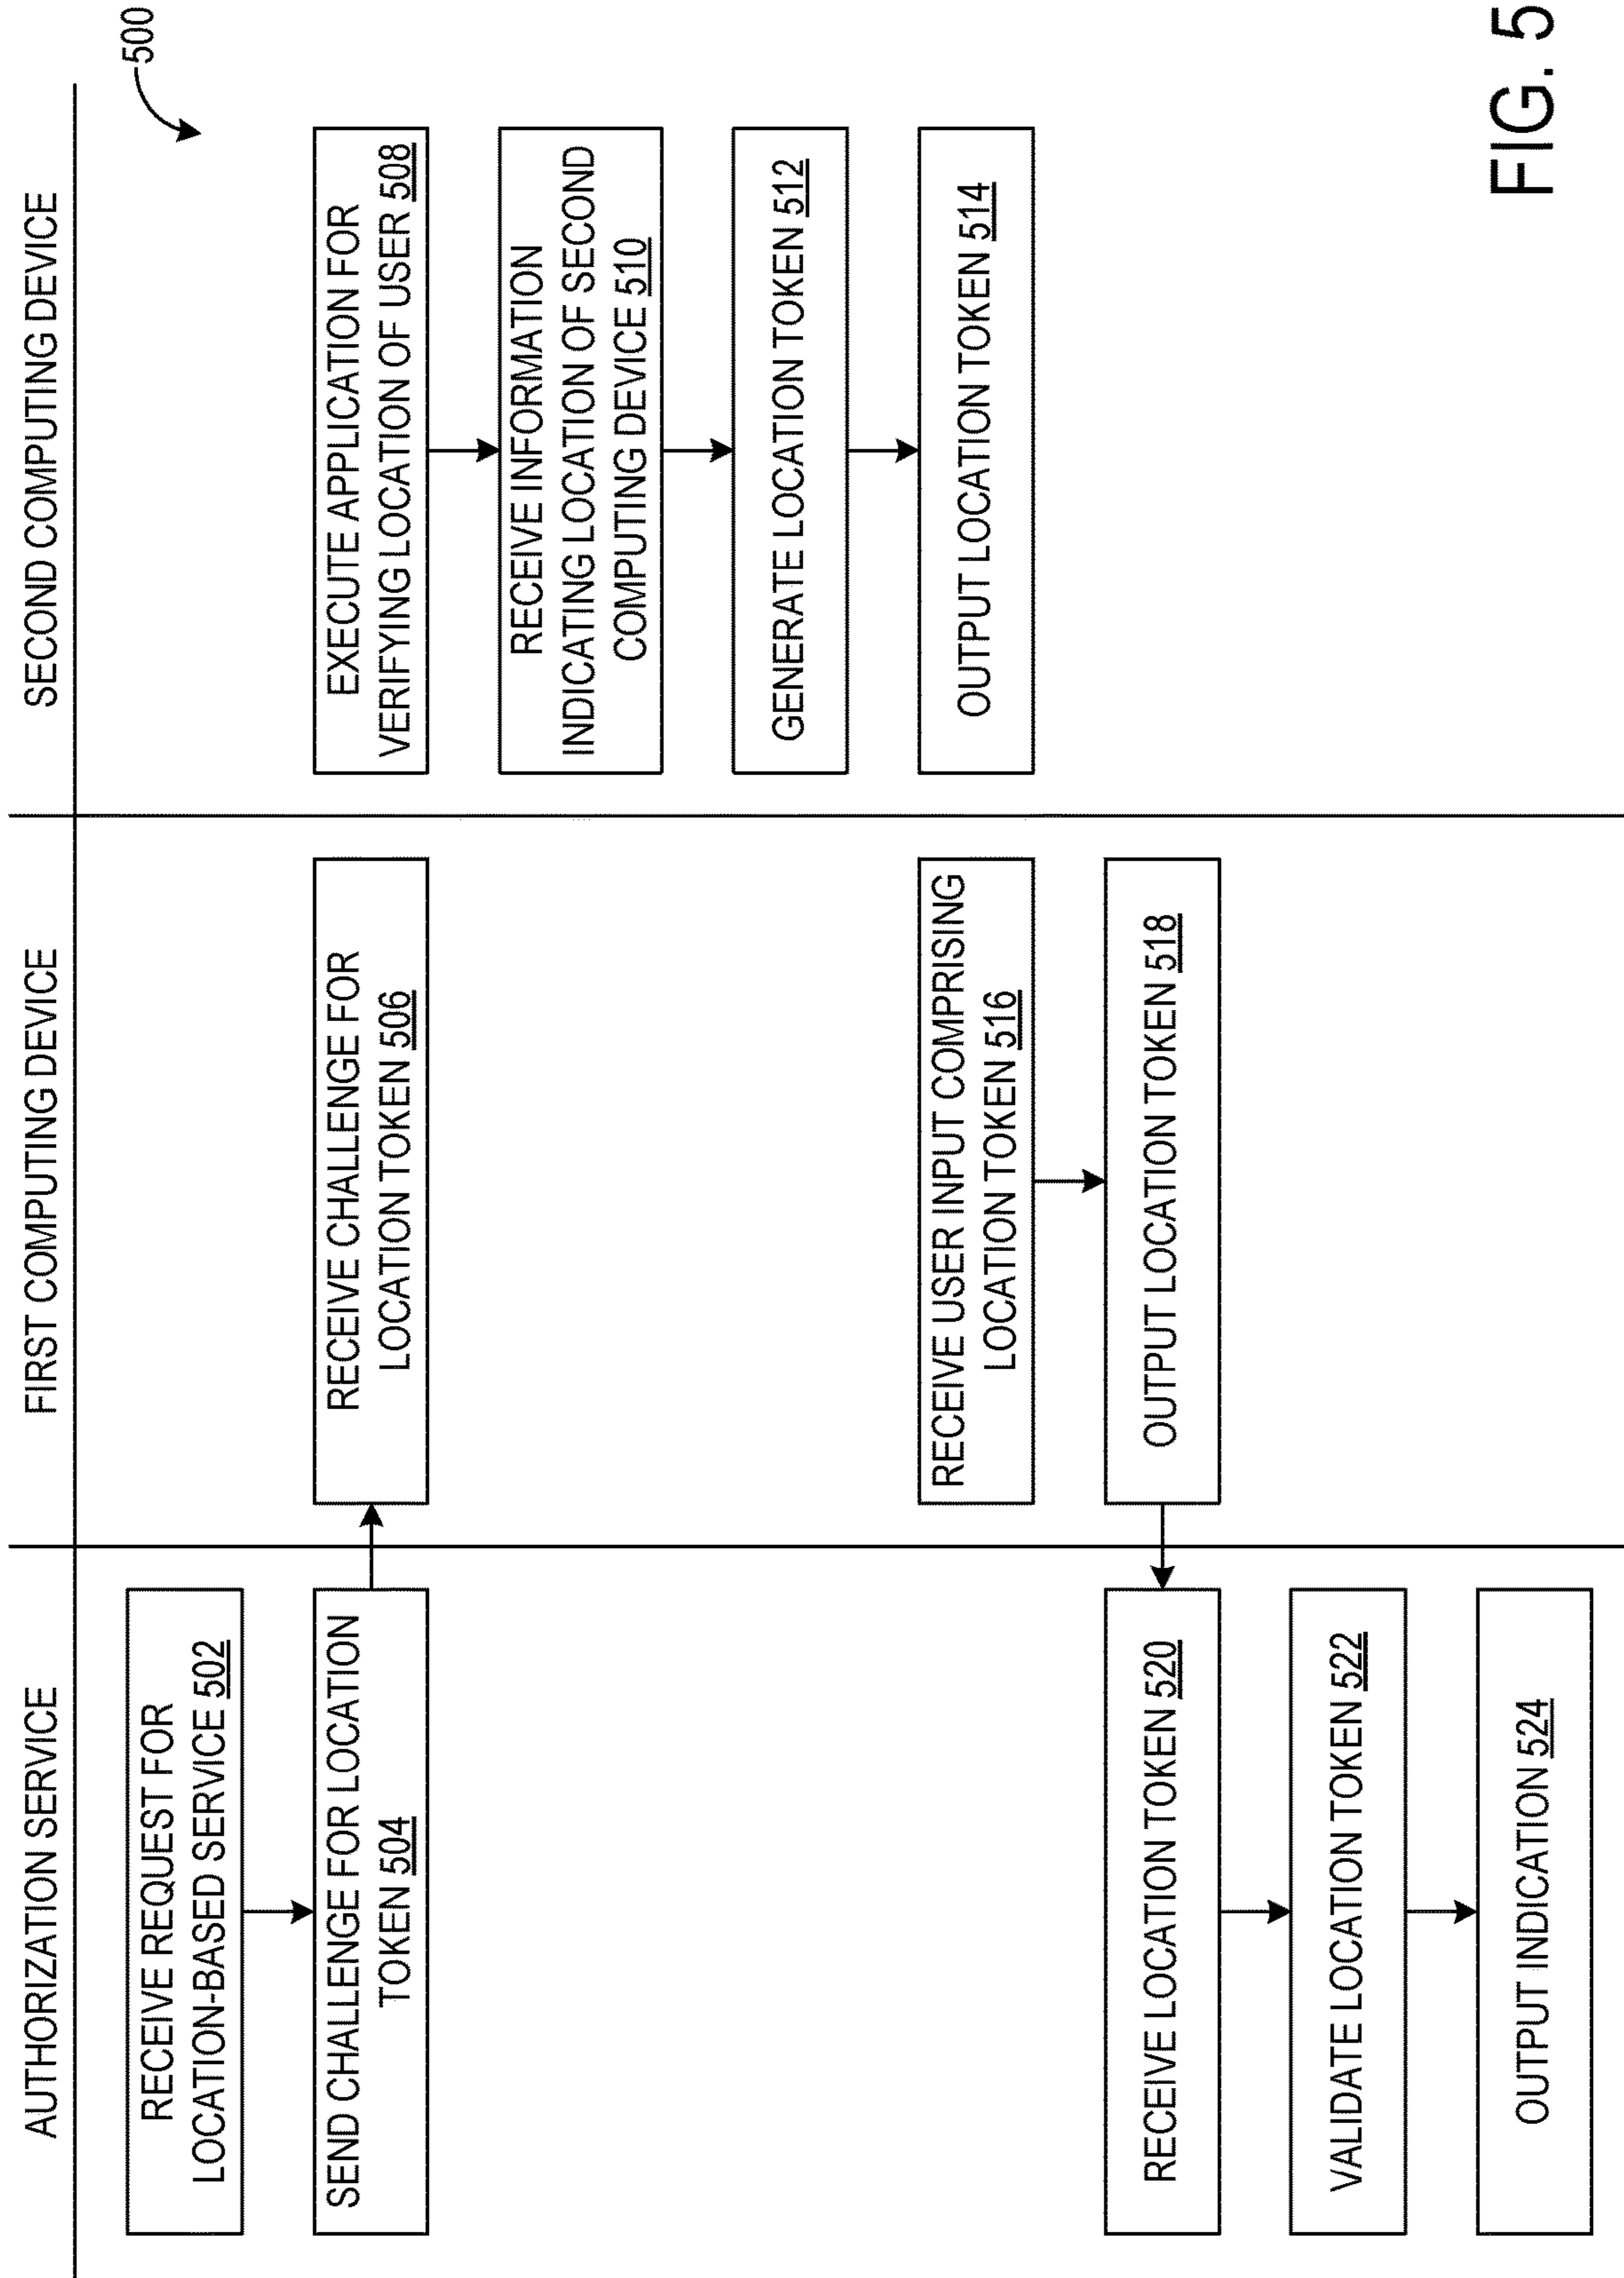 AUTHORIZATION SERVICE
FIRST COMPUTING DEVICE
SECOND COMPUTING DEVICE
500
RECEIVE REQUEST FOR
LOCATION-BASED SERVICE 502
SEND CHALLENGE FOR LOCATION
TOKEN 504
RECEIVE CHALLENGE FOR
LOCATION TOKEN 506
EXECUTE APPLICATION FOR
VERIFYING LOCATION OF USER 508
RECEIVE INFORMATION
INDICATING LOCATION OF SECOND
COMPUTING DEVICE 510
GENERATE LOCATION TOKEN 512
OUTPUT LOCATION TOKEN 514
RECEIVE USER INPUT COMPRISING
LOCATION TOKEN 516
OUTPUT LOCATION TOKEN 518
RECEIVE LOCATION TOKEN 520
VALIDATE LOCATION TOKEN 522
OUTPUT INDICATION 524
FIG. 5